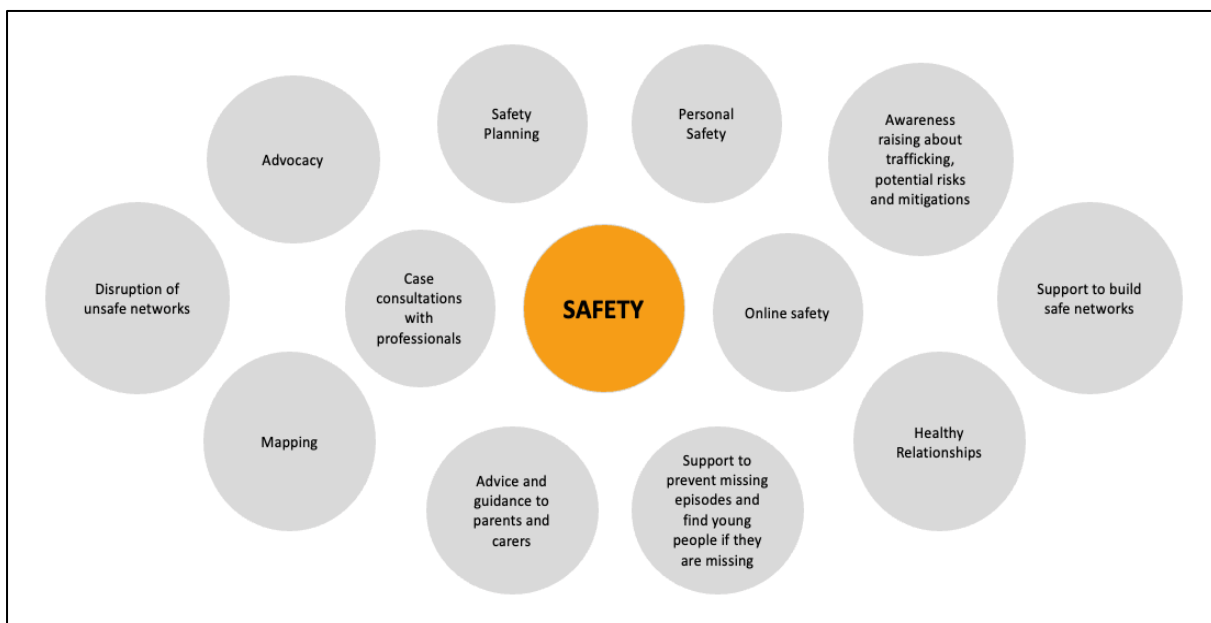 Safety
Planning
Personal
Safety
Awareness
raising about
trafficking,
potential risks
and mitigations
Advocacy
Disruption of
unsafe networks
Case
consultations
with
professionals
SAFETY
Online safety
Support to build
safe networks
Mapping
Healthy
Relationships
Advice and
guidance to
parents and
carers
Support to
prevent missing
episodes and
find young
people if they
are missing